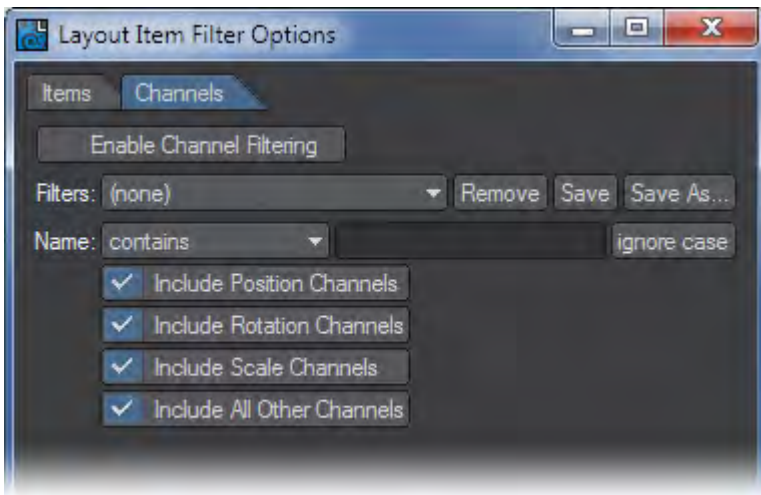 Layout Item Filter Options
Items Channels
Enable Channel Filtering
Filters: (none) Remove Save Save As...
Name: contains ignore case
Include Position Channels
Include Rotation Channels
Include Scale Channels
Include All Other Channels